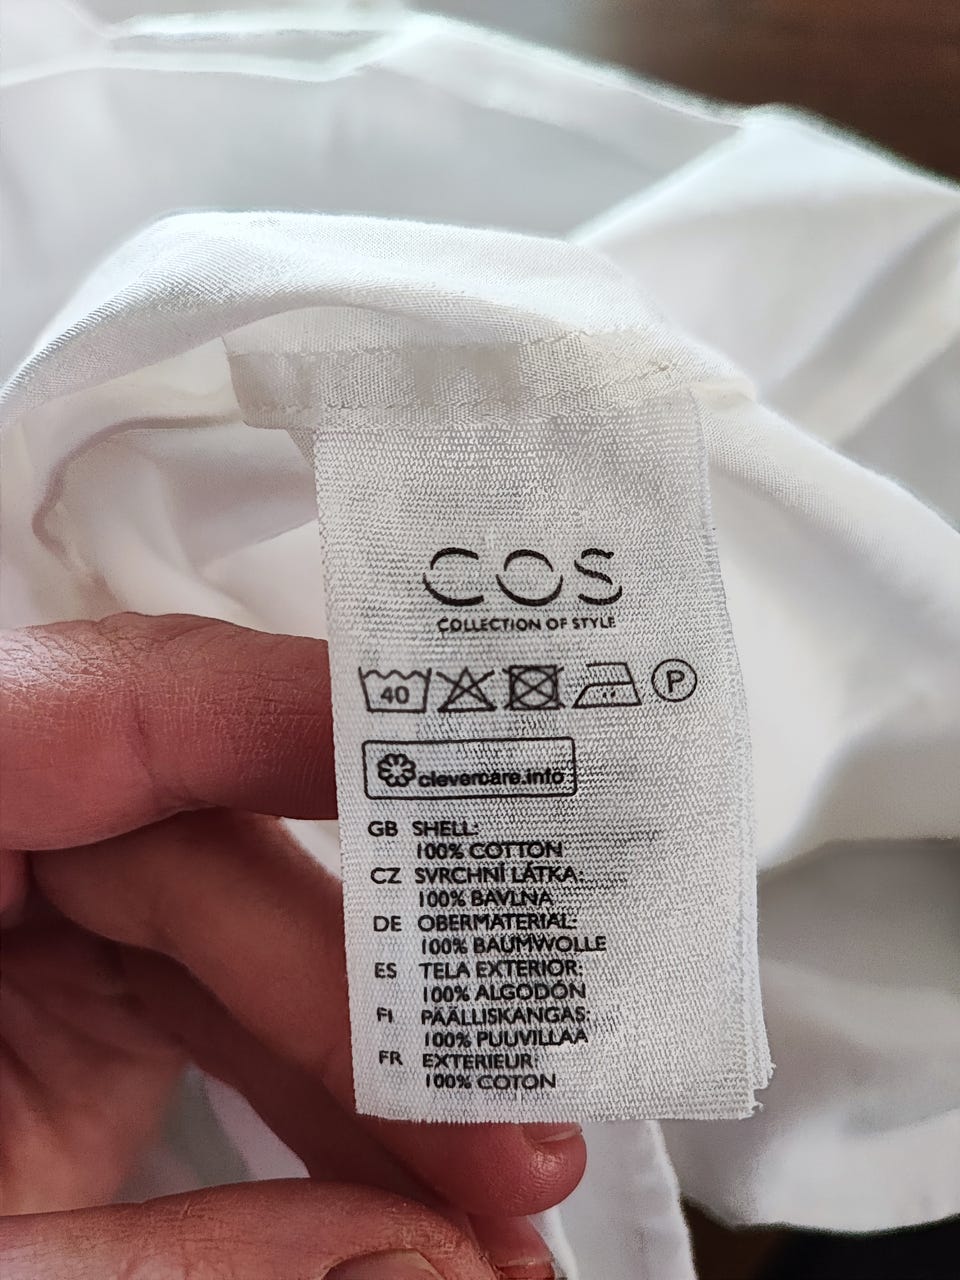 COS
COLLECTION OF STYLE
40 P
clevercare.info
GB SHELL:
100% COTTON
CZ SVRCHNÍ LÁTKA:
100% BAVLNA
DE OBERMATERIAL:
100% BAUMWOLLE
ES TELA EXTERIOR:
100% ALGODÓN
FI PÄÄLLISKANGAS:
100% PUUVILLAA
FR EXTERIEUR:
100% COTON